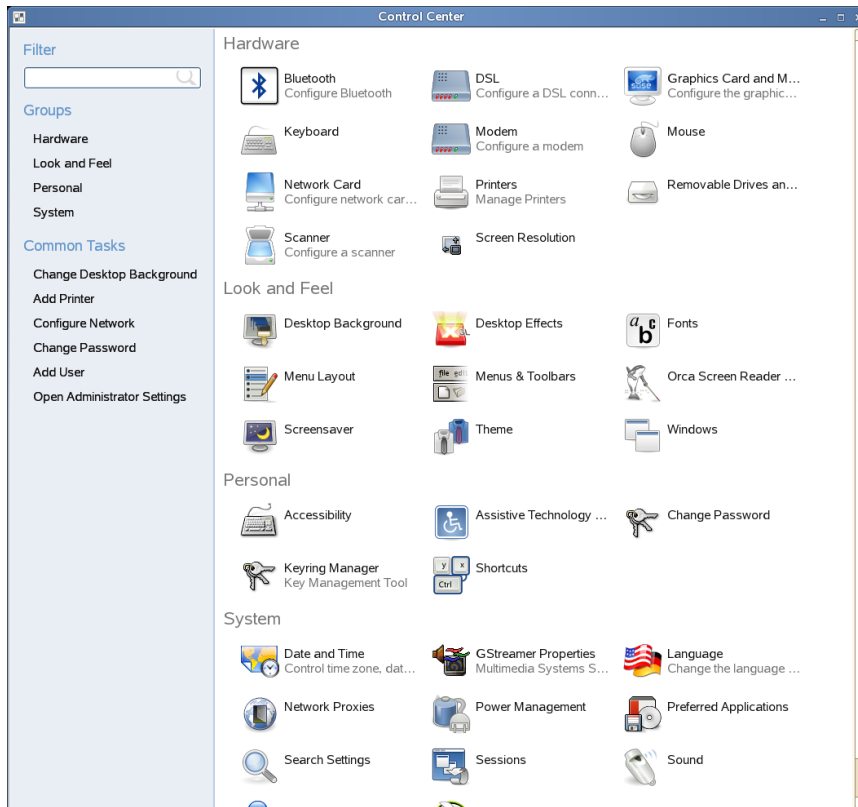 Control Center
Filter
Groups
Hardware
Look and Feel
Personal
System
Common Tasks
Change Desktop Background
Add Printer
Configure Network
Change Password
Add User
Open Administrator Settings
Hardware
Bluetooth
Configure Bluetooth
DSL
Configure a DSL conn...
Graphics Card and M...
Configure the graphic...
Keyboard
Modem
Configure a modem
Mouse
Network Card
Configure network car...
Printers
Manage Printers
Removable Drives an...
Scanner
Configure a scanner
Screen Resolution
Look and Feel
Desktop Background
Desktop Effects
Fonts
Menu Layout
Menus & Toolbars
Orca Screen Reader ...
Screensaver
Theme
Windows
Personal
Accessibility
Assistive Technology ...
Change Password
Keyring Manager
Key Management Tool
Shortcuts
System
Date and Time
Control time zone, dat...
GStreamer Properties
Multimedia Systems S...
Language
Change the language ...
Network Proxies
Power Management
Preferred Applications
Search Settings
Sessions
Sound